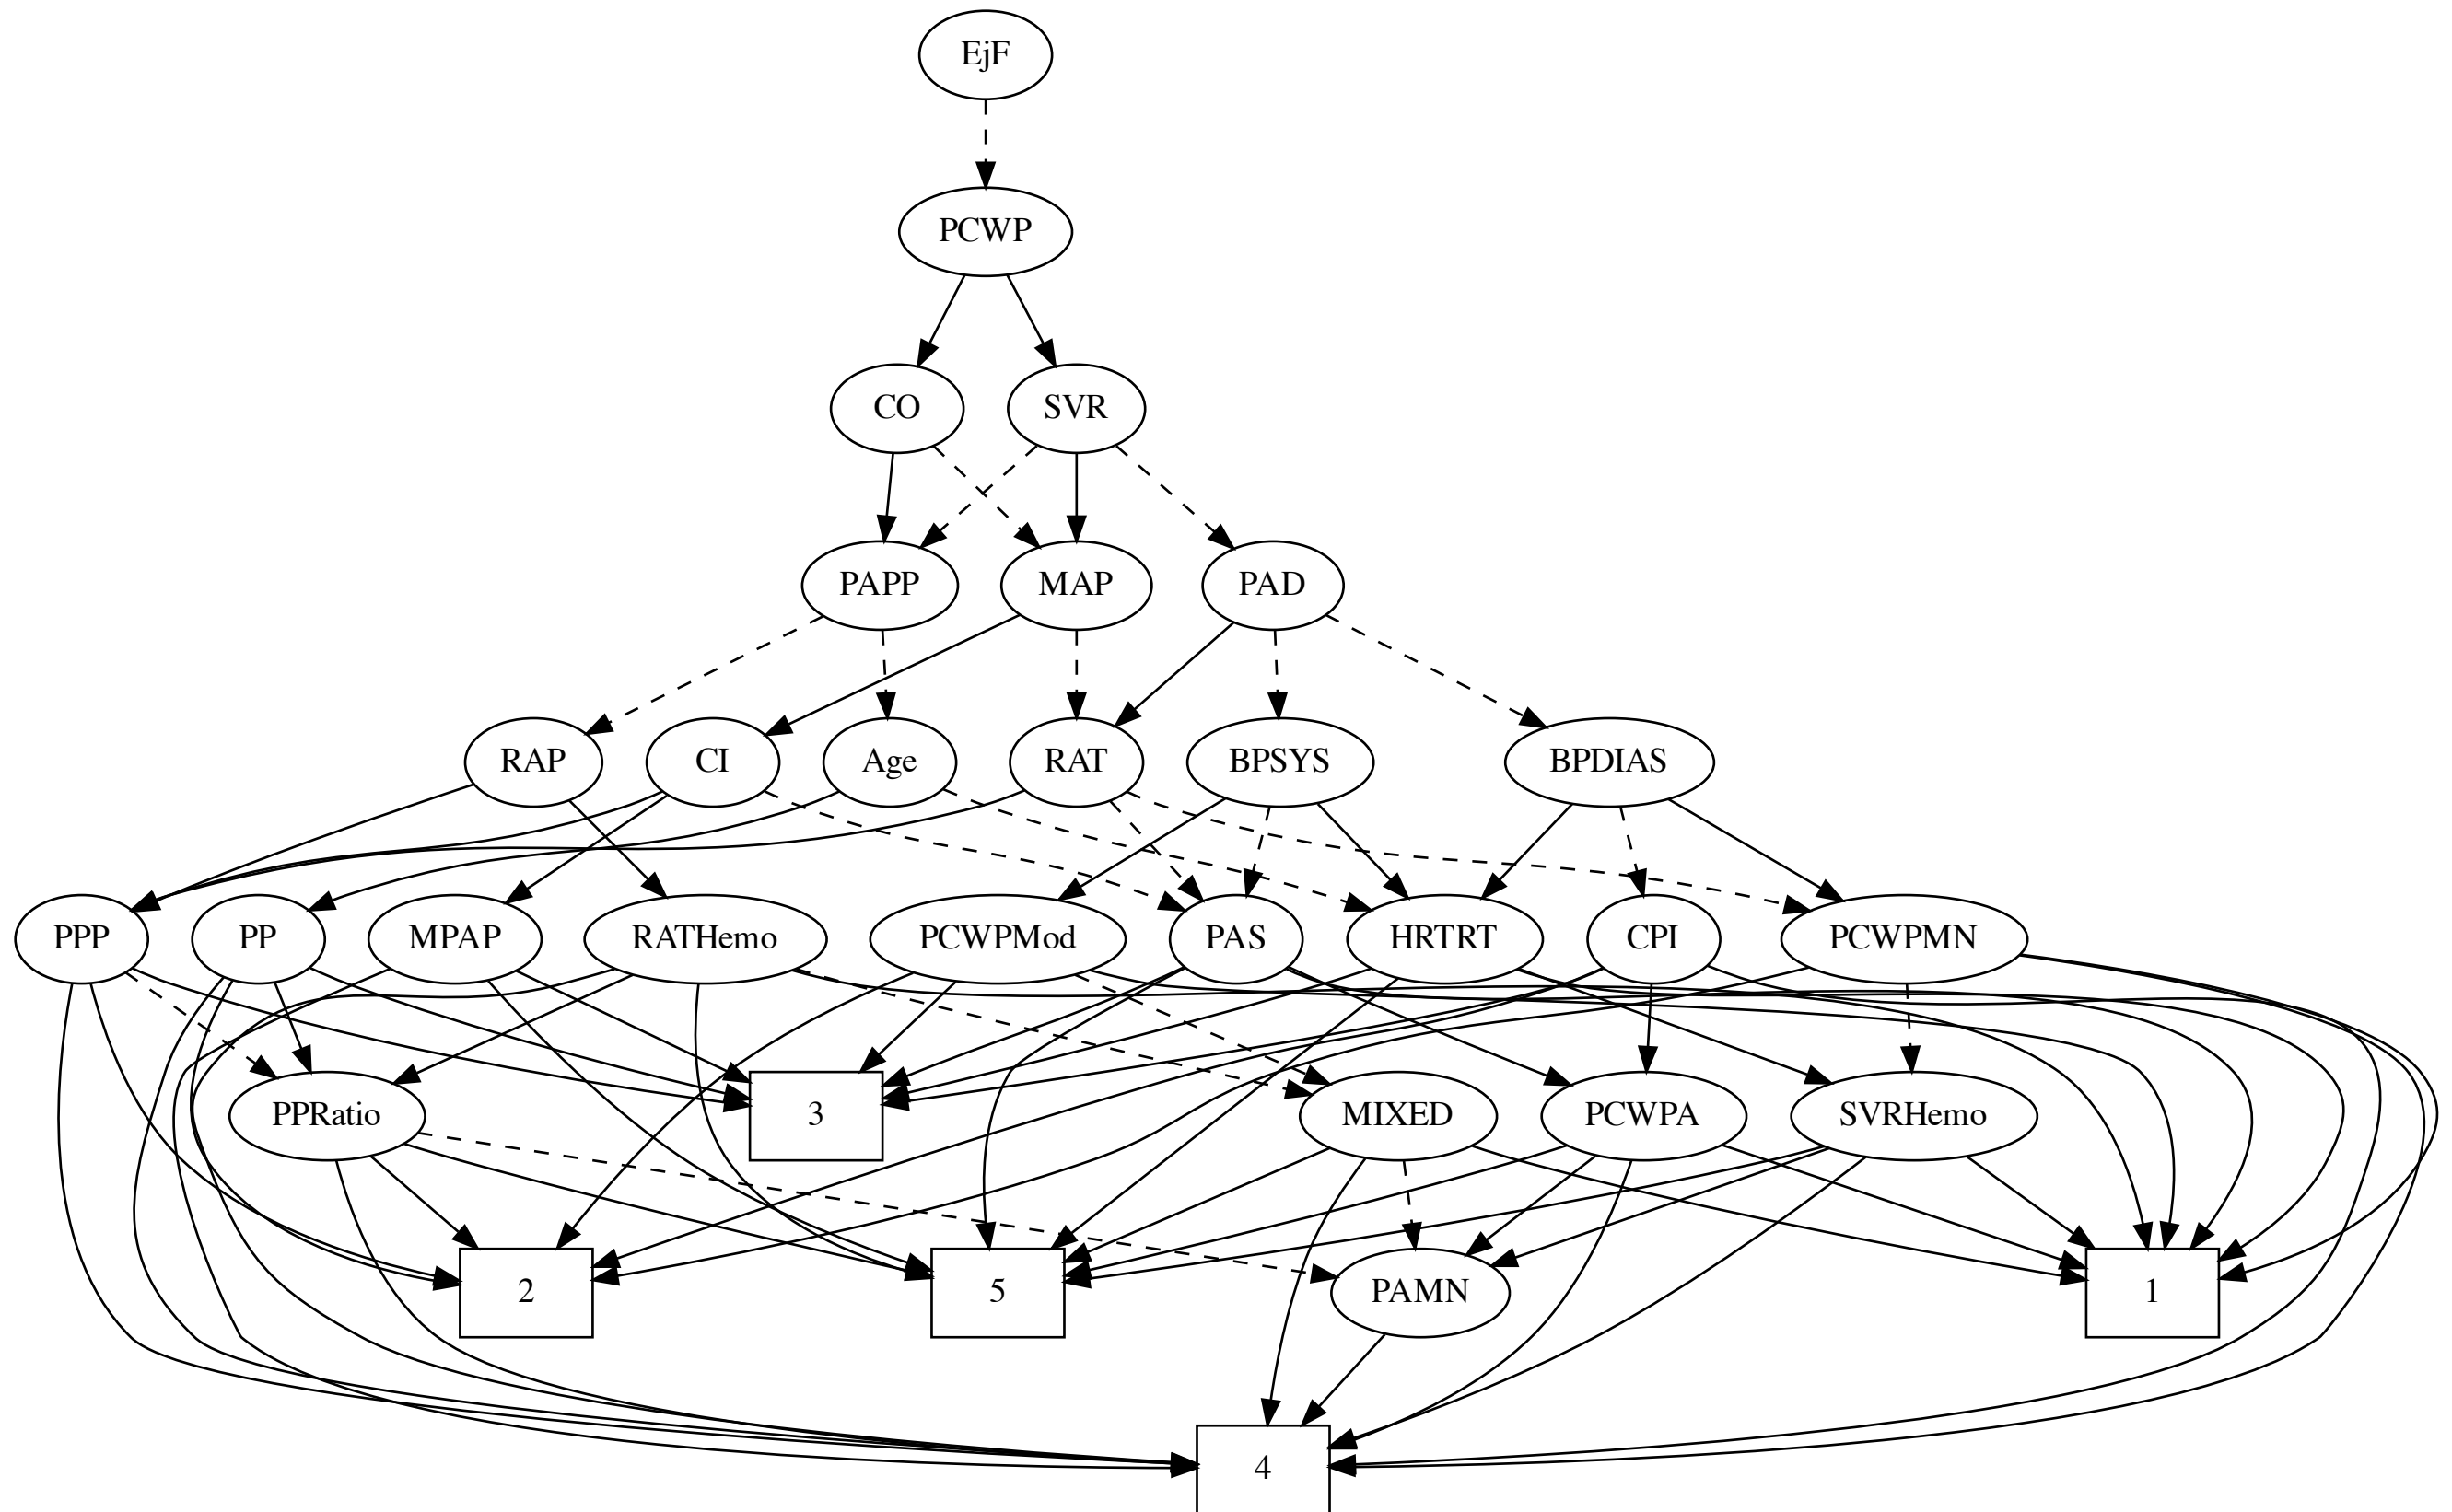 EjF
PCWP
CO
SVR
PAPP
MAP
PAD
RAP
CI
Age
RAT
BPSYS
BPDIAS
PPP
PP
MPAP
RATHemo
PCWPMod
PAS
HRTRT
CPI
PCWPMN
PPRatio
3
MIXED
PCWPA
SVRHemo
2
5
PAMN
1
4